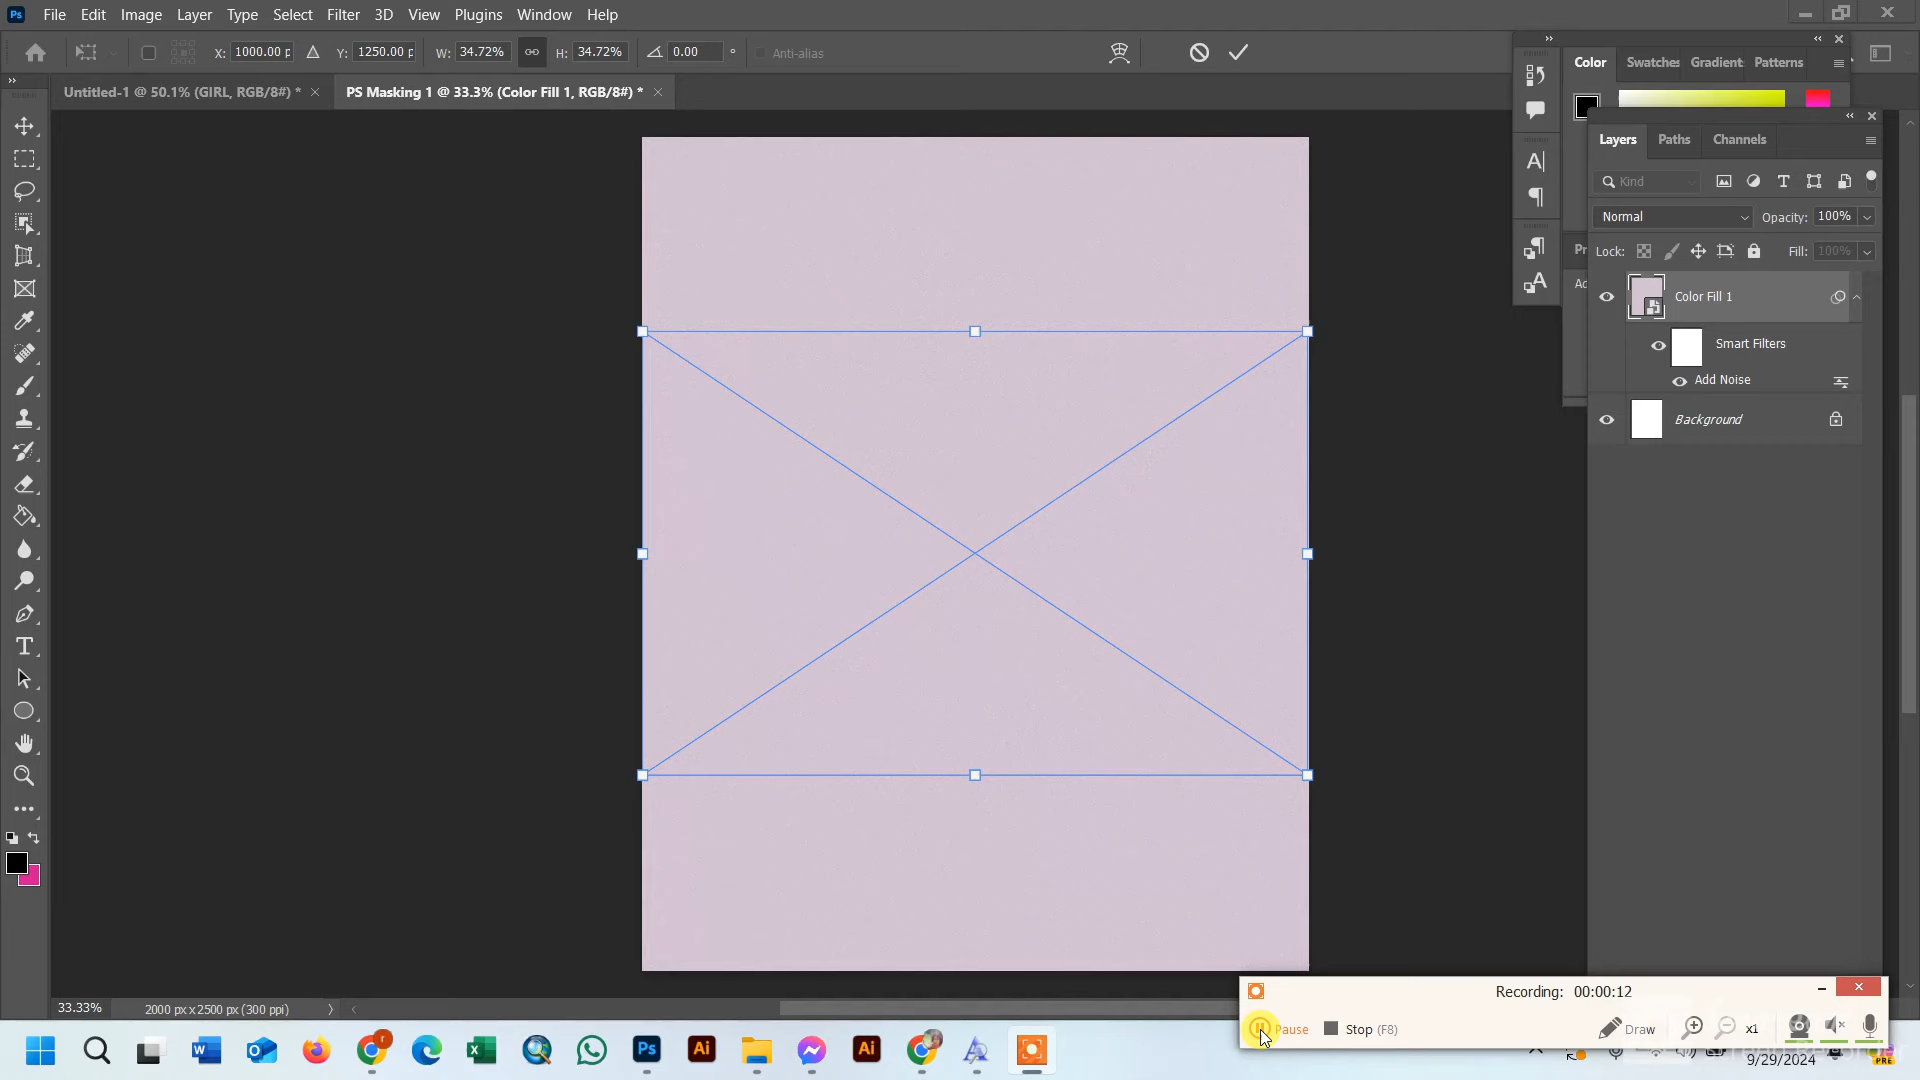 Ps File Edit Image Layer Type Select Filter 3D View Plugins Window Help
X: 1000.00 p Y: 1250.00 p W: 34.72% H: 34.72% 0.00 ° Anti-alias
Untitled-1 @ 50.1% (GIRL, RGB/8#) * × PS Masking 1 @ 33.3% (Color Fill 1, RGB/8#) * ×
Color Swatches Gradient Patterns
Layers Paths Channels
Kind
Normal Opacity: 100%
Lock: Fill: 100%
Color Fill 1
Smart Filters
Add Noise
Background
33.33% 2000 px x 2500 px (300 ppi)
Recording: 00:00:12
Pause Stop (F8) Draw x1
9/29/2024
PRE